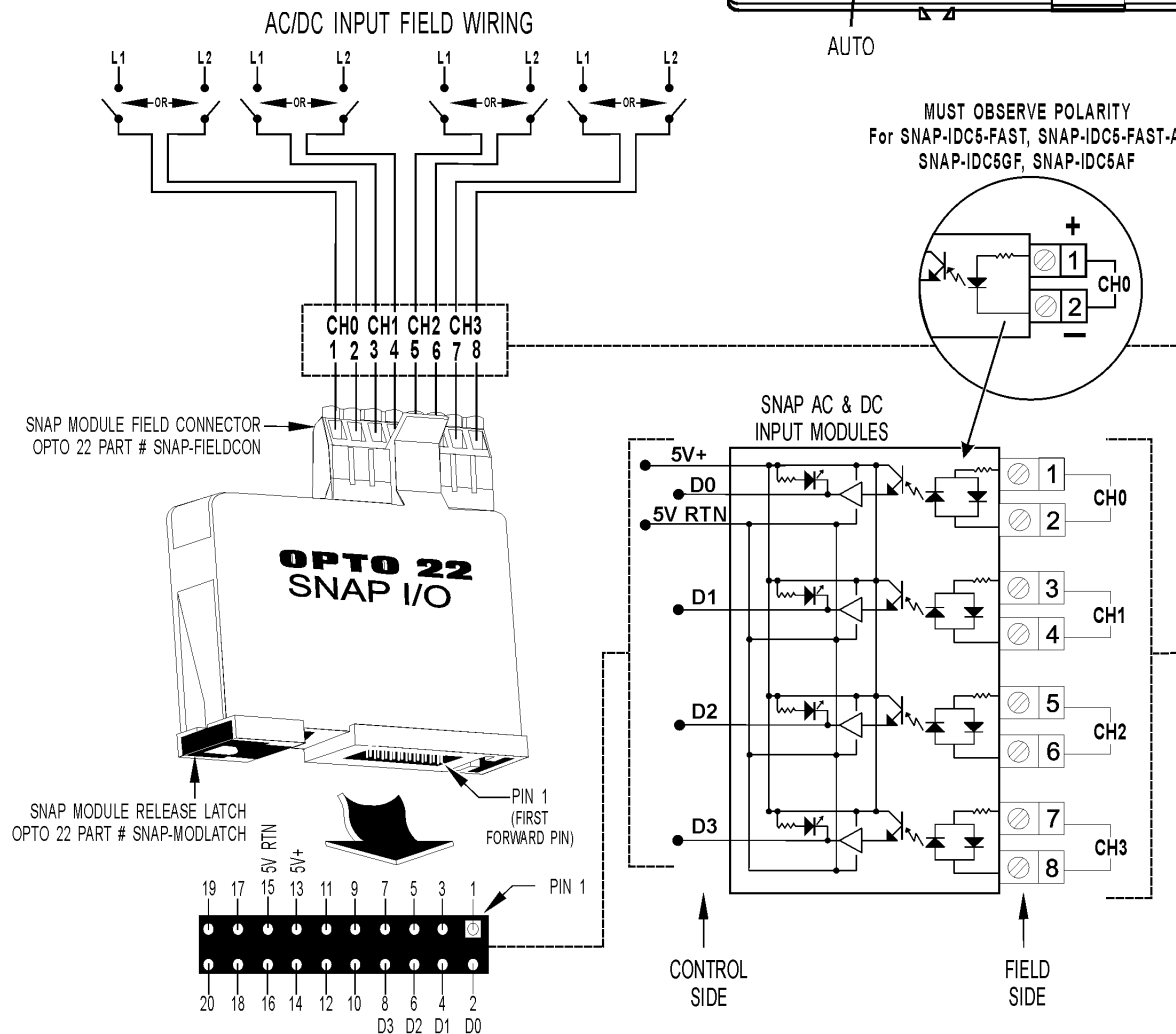 AC/DC INPUT FIELD WIRING
L1 L2 L1 L2 L1 L2 L1 L2
OR OR OR OR
AUTO
MUST OBSERVE POLARITY
For SNAP-IDC5-FAST, SNAP-IDC5-FAST-A
SNAP-IDC5GF, SNAP-IDC5AF
+
1
CH0
2
–
CH0 CH1 CH2 CH3
1 2 3 4 5 6 7 8
SNAP MODULE FIELD CONNECTOR
OPTO 22 PART # SNAP-FIELDCON
OPTO 22
SNAP I/O
SNAP MODULE RELEASE LATCH
OPTO 22 PART # SNAP-MODLATCH
PIN 1
(FIRST
FORWARD PIN)
5V RTN 5V+
19 17 15 13 11 9 7 5 3 1
PIN 1
20 18 16 14 12 10 8 6 4 2
D3 D2 D1 D0
SNAP AC & DC
INPUT MODULES
5V+
D0
5V RTN
D1
D2
D3
1
CH0
2
3
CH1
4
5
CH2
6
7
CH3
8
CONTROL
SIDE
FIELD
SIDE